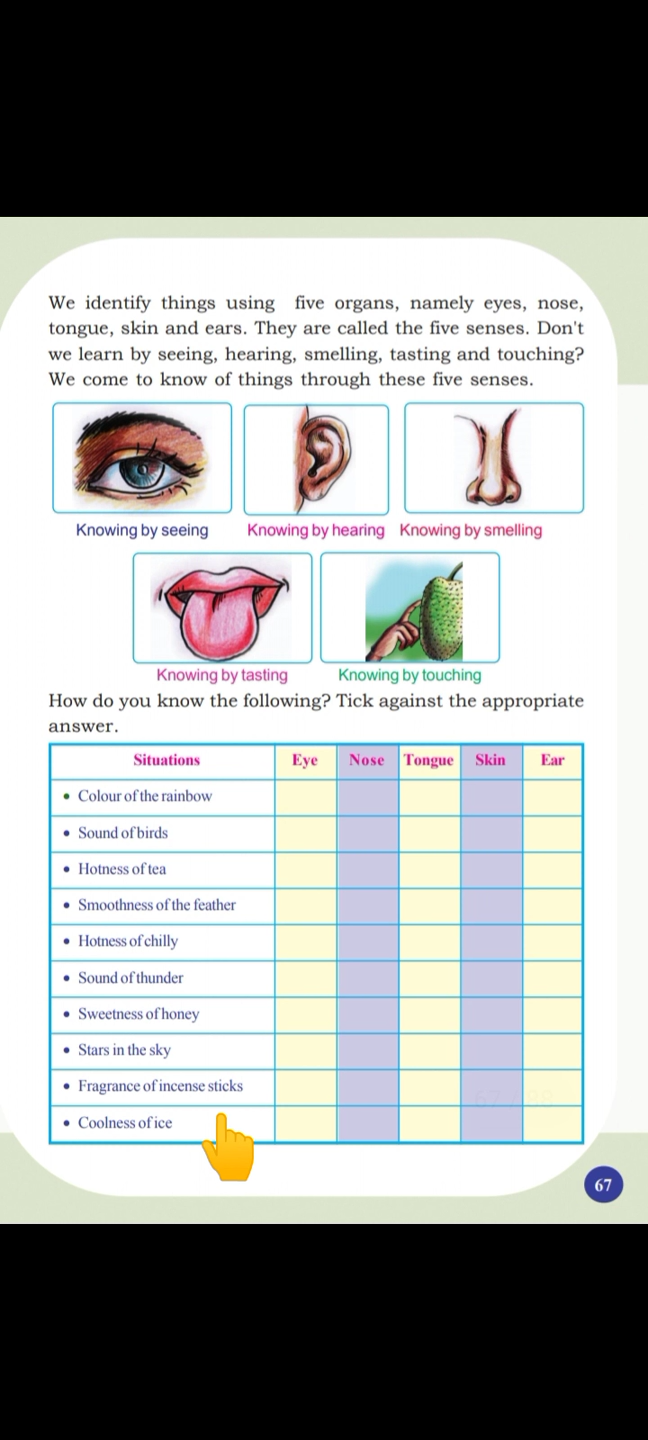 We identify things using five organs, namely eyes, nose,
tongue, skin and ears. They are called the five senses. Don't
we learn by seeing, hearing, smelling, tasting and touching?
We come to know of things through these five senses.
Knowing by seeing Knowing by hearing Knowing by smelling
Knowing by tasting Knowing by touching
How do you know the following? Tick against the appropriate
answer.
Situations Eye Nose Tongue Skin Ear
• Colour of the rainbow
• Sound of birds
• Hotness of tea
• Smoothness of the feather
• Hotness of chilly
• Sound of thunder
• Sweetness of honey
• Stars in the sky
• Fragrance of incense sticks
• Coolness of ice
67